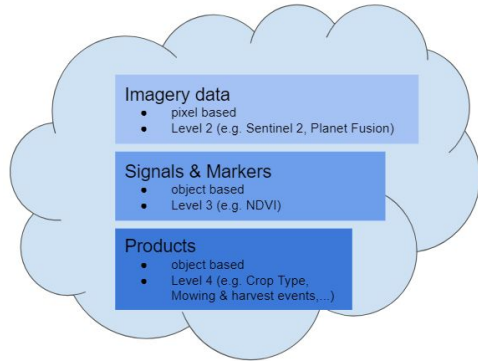 Imagery data
● pixel based
● Level 2 (e.g. Sentinel 2, Planet Fusion)
Signals & Markers
● object based
● Level 3 (e.g. NDVI)
Products
● object based
● Level 4 (e.g. Crop Type,
Mowing & harvest events,...)